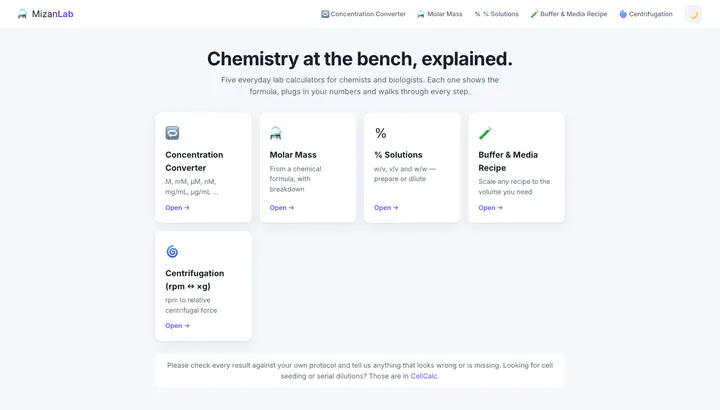 MizanLab
Concentration Converter
Molar Mass
% % Solutions
Buffer & Media Recipe
Centrifugation
Chemistry at the bench, explained.
Five everyday lab calculators for chemists and biologists. Each one shows the
formula, plugs in your numbers and walks through every step.
Concentration
Converter
M, mM, µM, nM,
mg/mL, µg/mL ...
Open →
Molar Mass
From a chemical
formula, with
breakdown
Open →
%
% Solutions
w/v, v/v and w/w —
prepare or dilute
Open →
Buffer & Media
Recipe
Scale any recipe to the
volume you need
Open →
Centrifugation
(rpm ↔ ×g)
rpm to relative
centrifugal force
Open →
Please check every result against your own protocol and tell us anything that looks wrong or is missing. Looking for cell
seeding or serial dilutions? Those are in CellCalc.